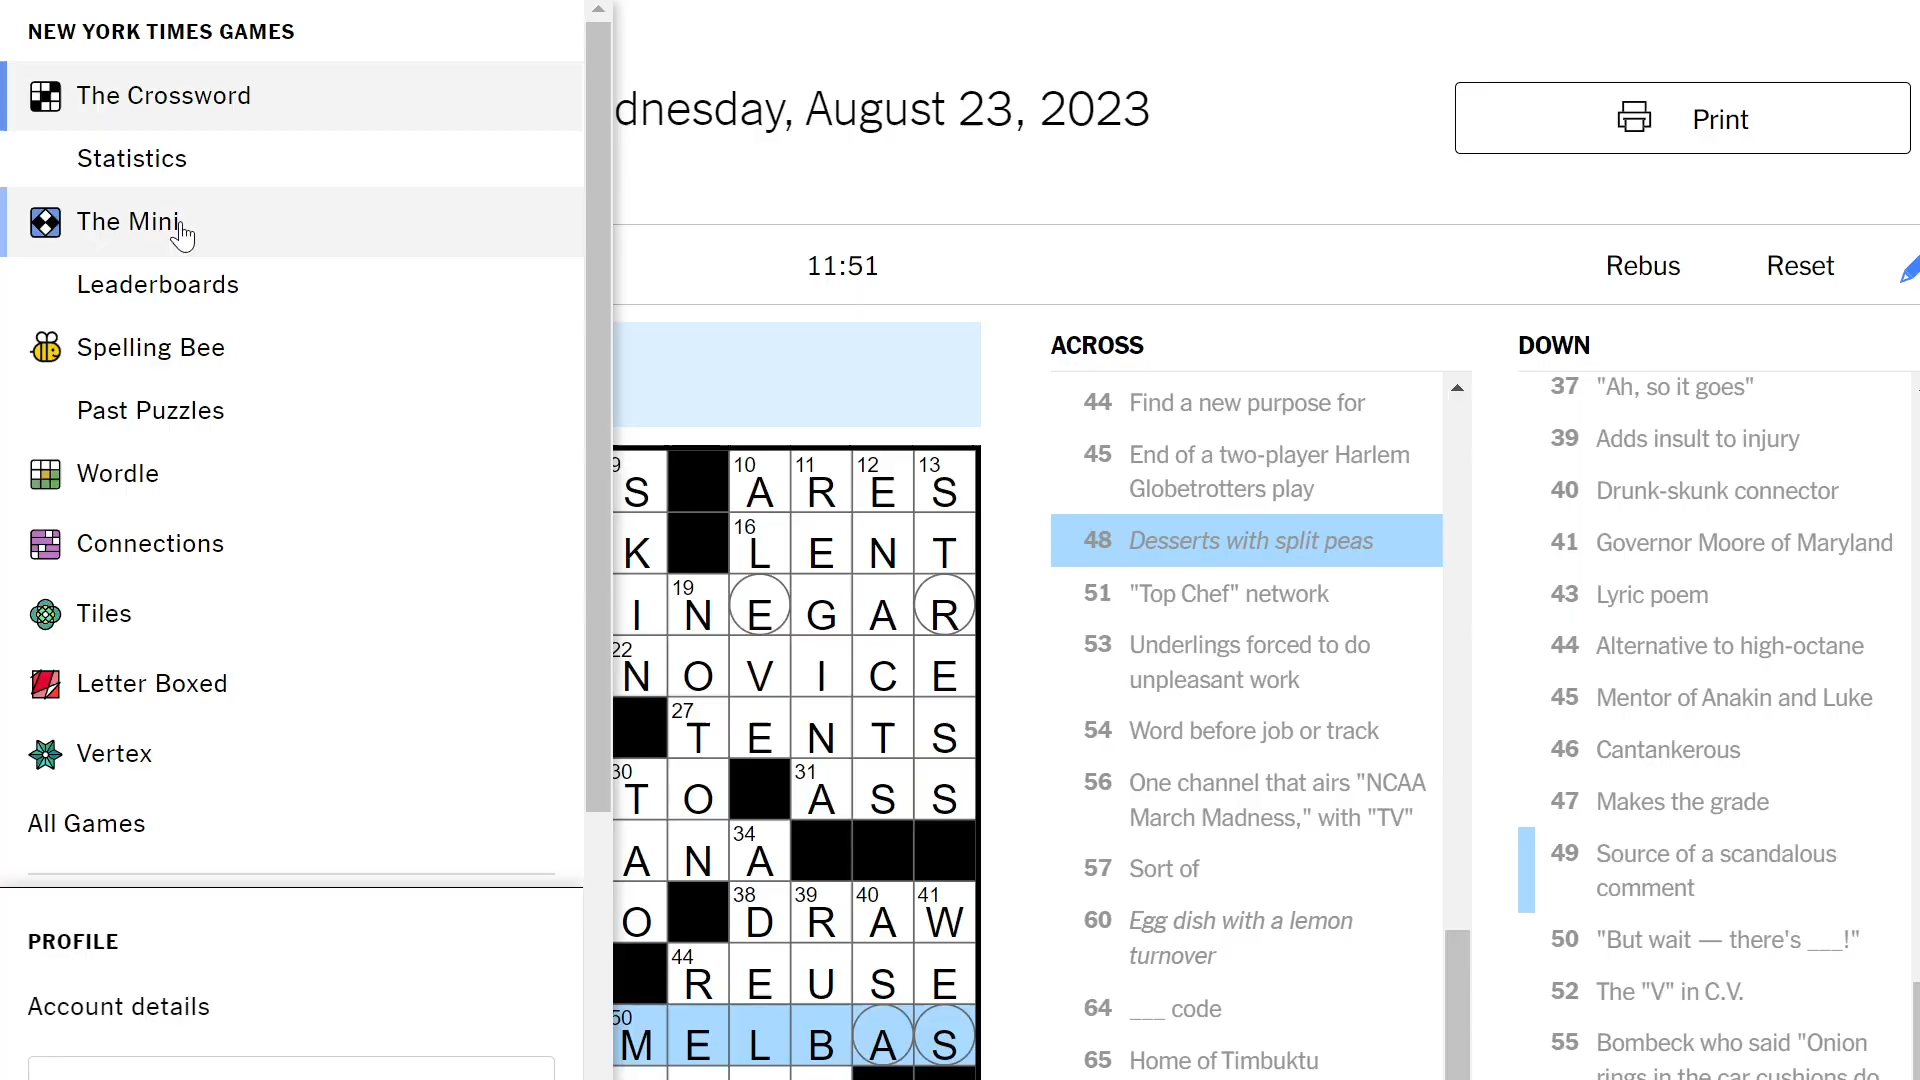 NEW YORK TIMES GAMES
The Crossword
Statistics
The Mini
Leaderboards
Spelling Bee
Past Puzzles
Wordle
Connections
Tiles
Letter Boxed
Vertex
All Games
PROFILE
Account details
dnesday, August 23, 2023
Print
11:51
Rebus
Reset
9 10 11 12 13
S A R E S
16
K L E N T
19
I N E G A R
22
N O V I C E
27
T E N T S
30 31
T O A S S
34
A N A
38 39 40 41
O D R A W
44
R E U S E
50
M E L B A S
ACROSS
44 Find a new purpose for
45 End of a two-player Harlem
Globetrotters play
48 Desserts with split peas
51 "Top Chef" network
53 Underlings forced to do
unpleasant work
54 Word before job or track
56 One channel that airs "NCAA
March Madness," with "TV"
57 Sort of
60 Egg dish with a lemon
turnover
64 ___ code
65 Home of Timbuktu
DOWN
37 "Ah, so it goes"
39 Adds insult to injury
40 Drunk-skunk connector
41 Governor Moore of Maryland
43 Lyric poem
44 Alternative to high-octane
45 Mentor of Anakin and Luke
46 Cantankerous
47 Makes the grade
49 Source of a scandalous
comment
50 "But wait — there's ___!"
52 The "V" in C.V.
55 Bombeck who said "Onion
rings in the car cushions do